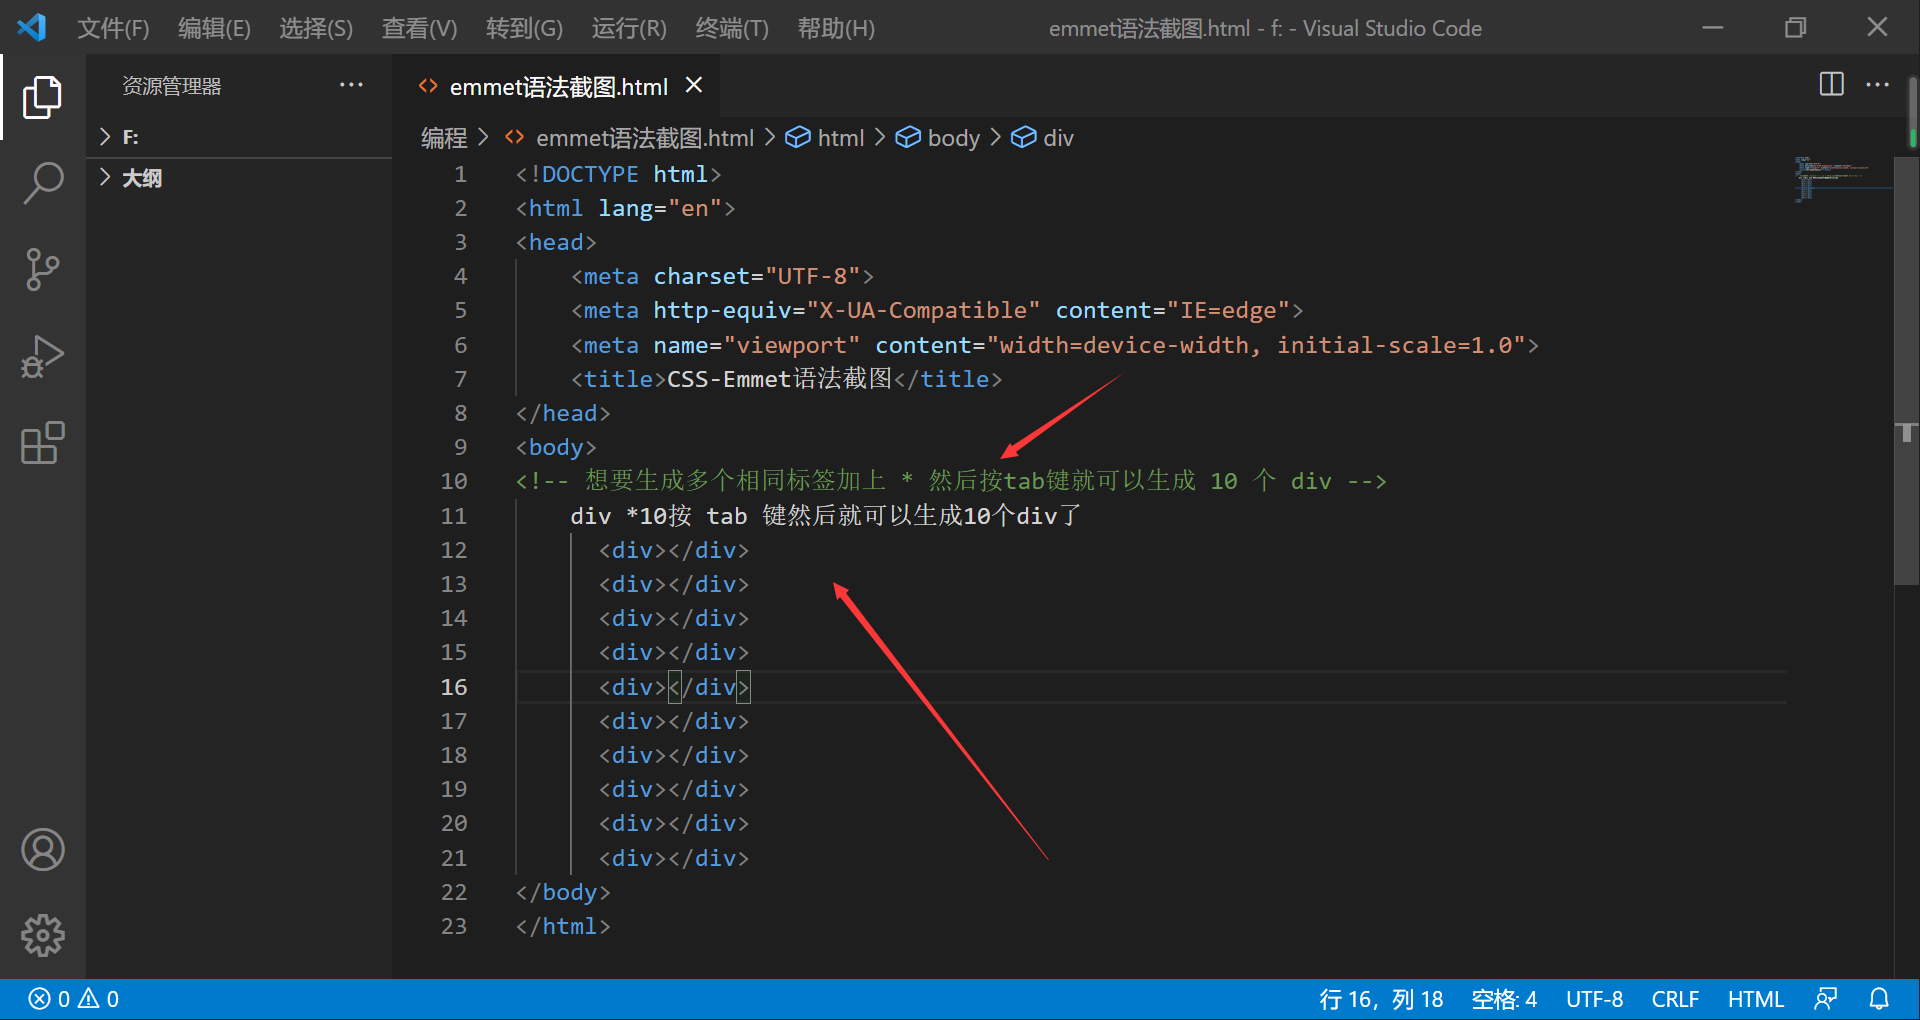 文件(F) 编辑(E) 选择(S) 查看(V) 转到(G) 运行(R) 终端(T) 帮助(H) emmet语法截图.html - f: - Visual Studio Code
资源管理器 ···
F:
大纲
emmet语法截图.html
编程 > emmet语法截图.html > html > body > div
1 <!DOCTYPE html>
2 <html lang="en">
3 <head>
4 <meta charset="UTF-8">
5 <meta http-equiv="X-UA-Compatible" content="IE=edge">
6 <meta name="viewport" content="width=device-width, initial-scale=1.0">
7 <title>CSS-Emmet语法截图</title>
8 </head>
9 <body>
10 <!-- 想要生成多个相同标签加上 * 然后按tab键就可以生成 10 个 div -->
11 div *10按 tab 键然后就可以生成10个div了
12 <div></div>
13 <div></div>
14 <div></div>
15 <div></div>
16 <div></div>
17 <div></div>
18 <div></div>
19 <div></div>
20 <div></div>
21 <div></div>
22 </body>
23 </html>
0 0 行 16，列 18 空格: 4 UTF-8 CRLF HTML